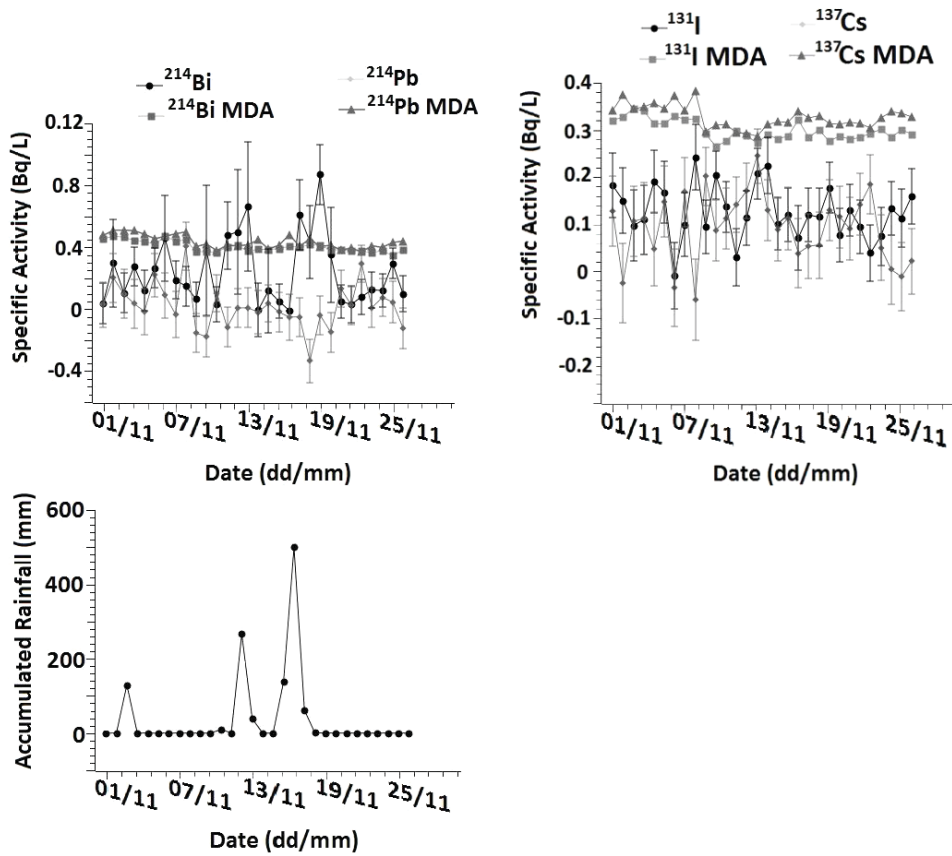 214Bi
214Pb
214Bi MDA
214Pb MDA
Specific Activity (Bq/L)
0.12
0.8
0.4
0
-0.4
01/11
07/11
13/11
19/11
25/11
Date (dd/mm)
131I
137Cs
131I MDA
137Cs MDA
Specific Activity (Bq/L)
0.4
0.3
0.2
0.1
0
-0.1
-0.2
01/11
07/11
13/11
19/11
25/11
Date (dd/mm)
Accumulated Rainfall (mm)
600
400
200
0
01/11
07/11
13/11
19/11
25/11
Date (dd/mm)